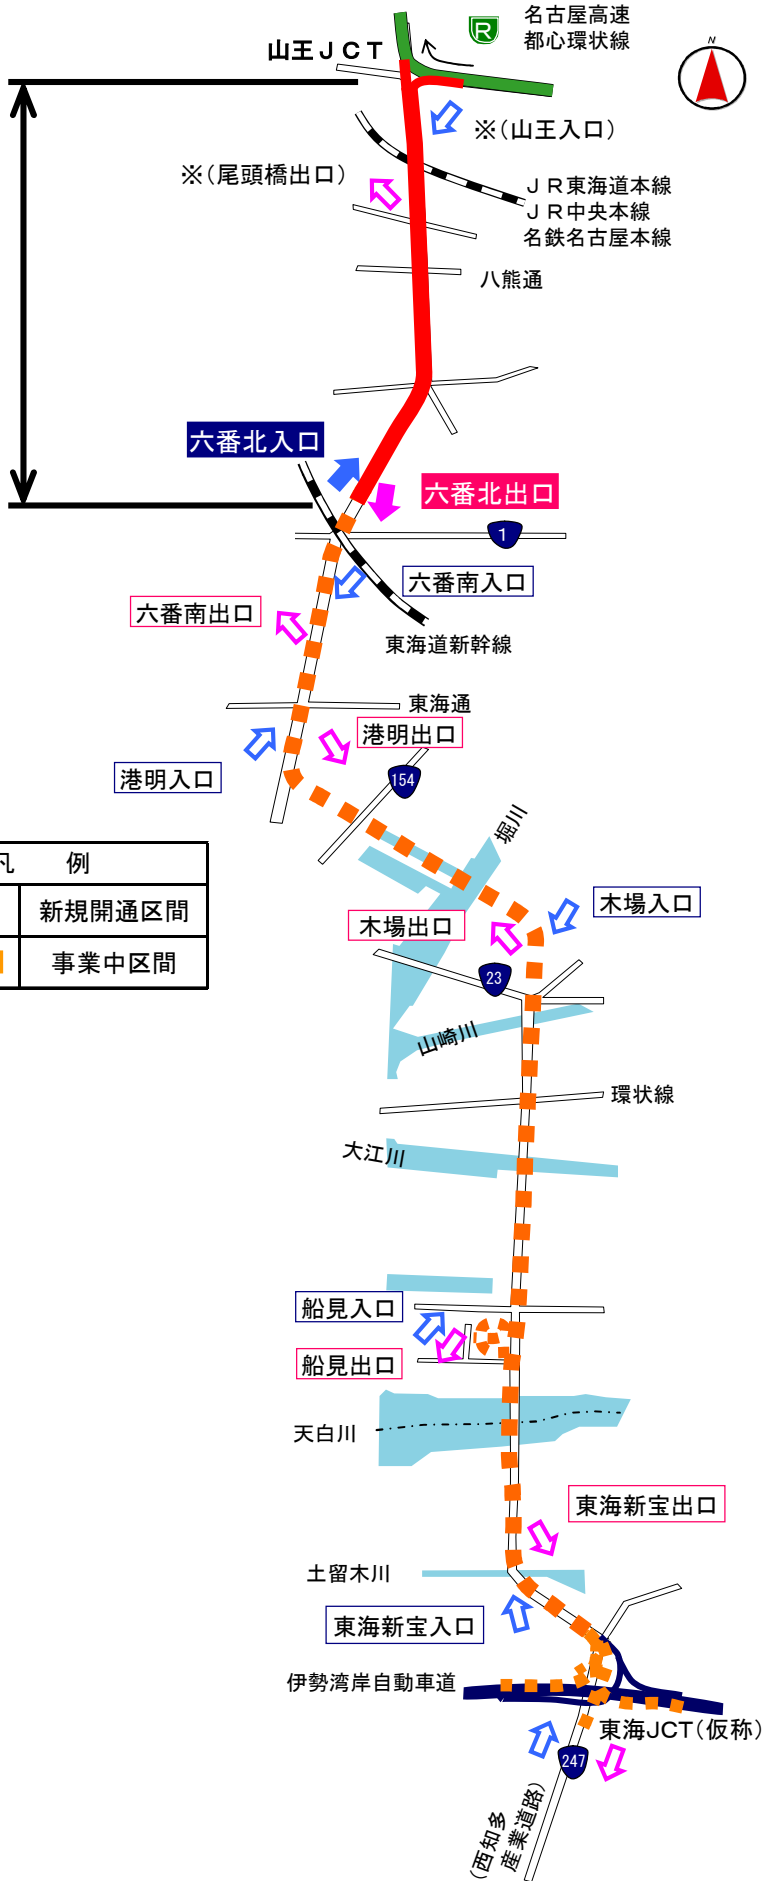 名古屋高速
都心環状線
R
N
山王JCT
※(山王入口)
※(尾頭橋出口)
JR東海道本線
JR中央本線
名鉄名古屋本線
八熊通
六番北入口
六番北出口
1
六番南入口
六番南出口
東海道新幹線
東海通
港明出口
港明入口
154
堀川
凡 例
新規開通区間
事業中区間
木場入口
木場出口
23
山崎川
環状線
大江川
船見入口
船見出口
天白川
東海新宝出口
土留木川
東海新宝入口
伊勢湾岸自動車道
東海JCT(仮称)
247
(西知多
産業道路)